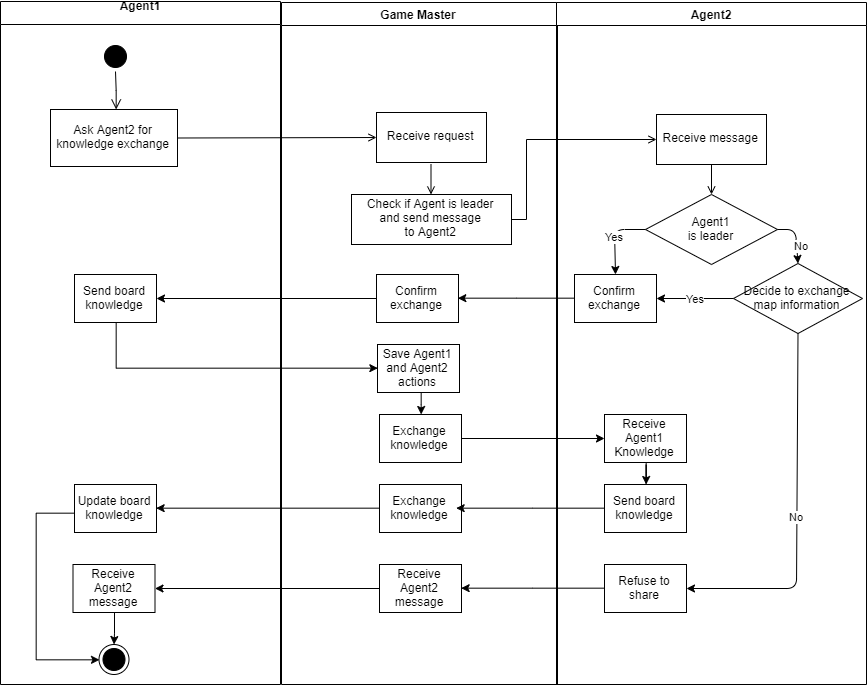 Agent1
Game Master
Agent2
Ask Agent2 for
knowledge exchange
Receive request
Receive message
Check if Agent is leader
and send message
to Agent2
Agent1
is leader
Yes
No
Send board
knowledge
Confirm
exchange
Confirm
exchange
Yes
Decide to exchange
map information
Save Agent1
and Agent2
actions
Exchange
knowledge
Receive
Agent1
Knowledge
Update board
knowledge
Exchange
knowledge
Send board
knowledge
No
Receive
Agent2
message
Receive
Agent2
message
Refuse to
share